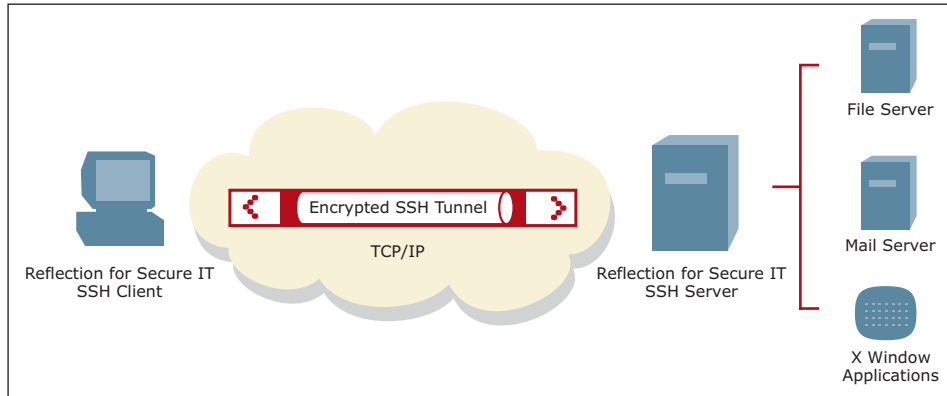 File Server
Encrypted SSH Tunnel
TCP/IP
Mail Server
Reflection for Secure IT
SSH Client
Reflection for Secure IT
SSH Server
X Window
Applications